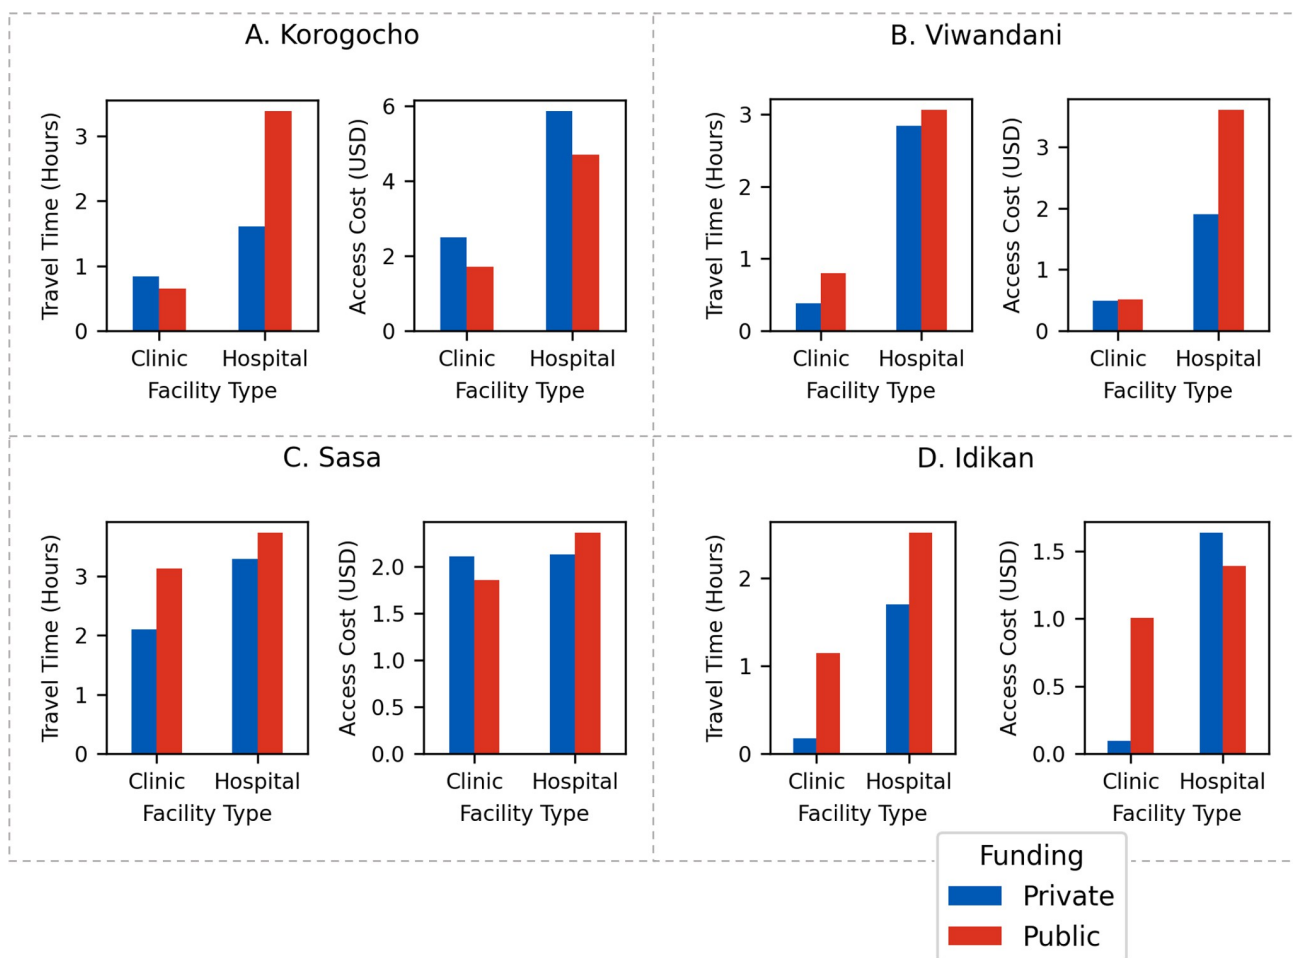 A. Korogocho
Travel Time (Hours)
3
2
1
0
Clinic Hospital
Facility Type
Access Cost (USD)
6
4
2
0
Clinic Hospital
Facility Type
B. Viwandani
Travel Time (Hours)
3
2
1
0
Clinic Hospital
Facility Type
Access Cost (USD)
3
2
1
0
Clinic Hospital
Facility Type
C. Sasa
Travel Time (Hours)
3
2
1
0
Clinic Hospital
Facility Type
Access Cost (USD)
2.0
1.5
1.0
0.5
0.0
Clinic Hospital
Facility Type
D. Idikan
Travel Time (Hours)
2
1
0
Clinic Hospital
Facility Type
Access Cost (USD)
1.5
1.0
0.5
0.0
Clinic Hospital
Facility Type
Funding
Private
Public